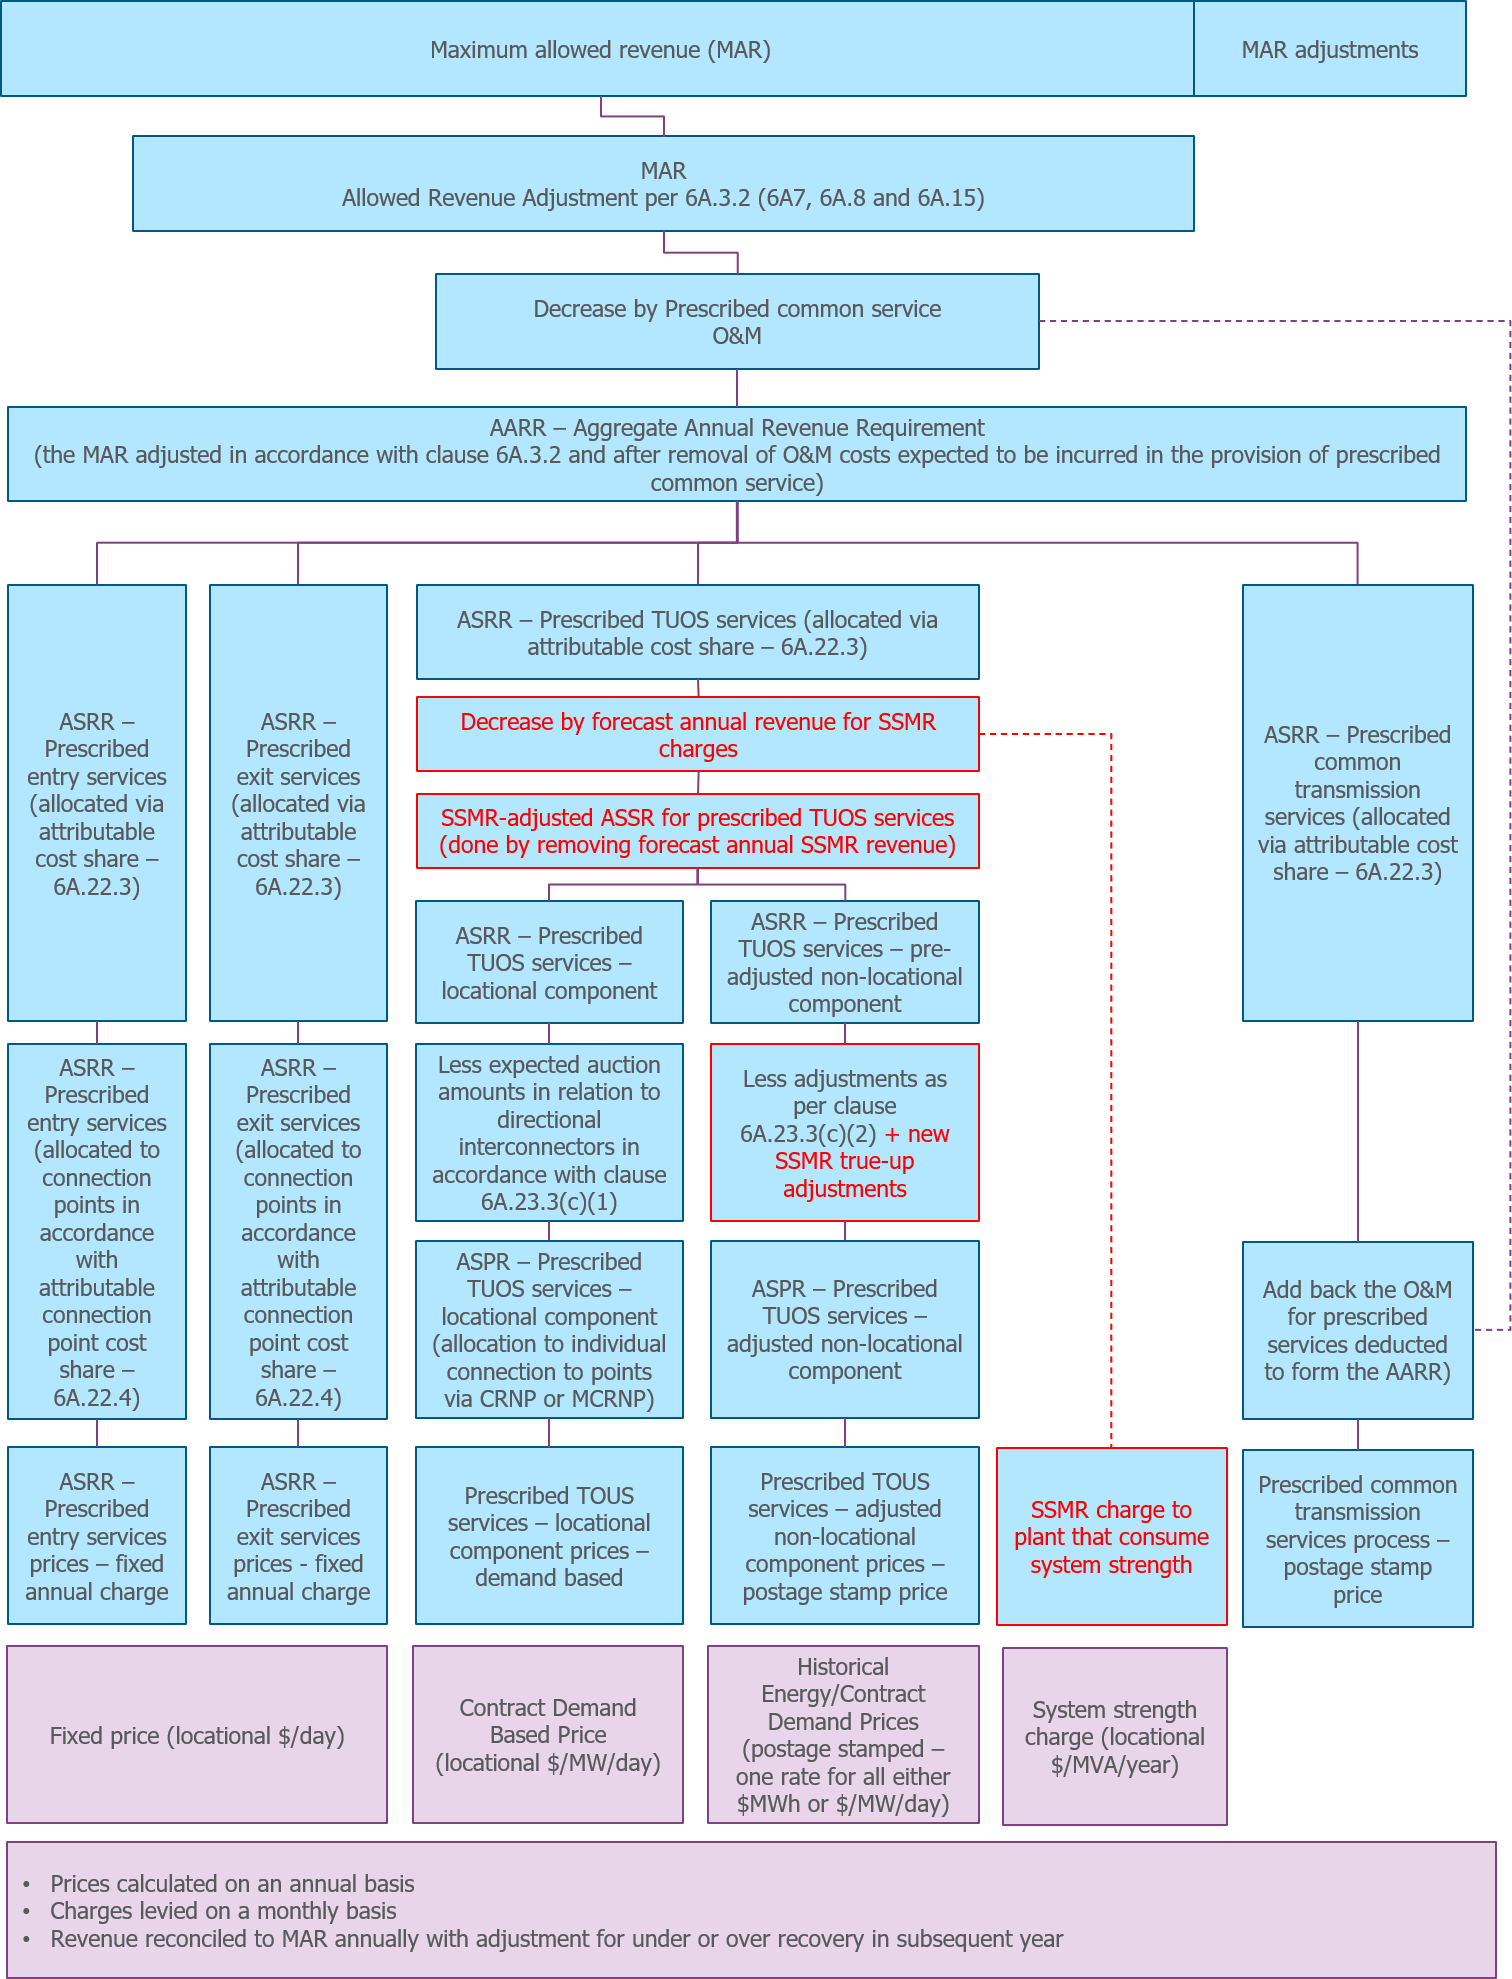 Maximum allowed revenue (MAR)
MAR adjustments
MAR
Allowed Revenue Adjustment per 6A.3.2 (6A7, 6A.8 and 6A.15)
Decrease by Prescribed common service
O&M
AARR – Aggregate Annual Revenue Requirement
(the MAR adjusted in accordance with clause 6A.3.2 and after removal of O&M costs expected to be incurred in the provision of prescribed
common service)
ASRR –
Prescribed
entry services
(allocated via
attributable
cost share –
6A.22.3)
ASRR –
Prescribed
exit services
(allocated via
attributable
cost share –
6A.22.3)
ASRR – Prescribed TUOS services (allocated via
attributable cost share – 6A.22.3)
Decrease by forecast annual revenue for SSMR
charges
SSMR-adjusted ASSR for prescribed TUOS services
(done by removing forecast annual SSMR revenue)
ASRR – Prescribed
TUOS services –
locational component
ASRR – Prescribed
TUOS services – pre-
adjusted non-locational
component
ASRR – Prescribed
common
transmission
services (allocated
via attributable cost
share – 6A.22.3)
ASRR –
Prescribed
entry services
(allocated to
connection
points in
accordance
with
attributable
connection
point cost
share –
6A.22.4)
ASRR –
Prescribed
exit services
(allocated to
connection
points in
accordance
with
attributable
connection
point cost
share –
6A.22.4)
Less expected auction
amounts in relation to
directional
interconnectors in
accordance with clause
6A.23.3(c)(1)
Less adjustments as
per clause
6A.23.3(c)(2) + new
SSMR true-up
adjustments
ASPR – Prescribed
TUOS services –
locational component
(allocation to individual
connection to points
via CRNP or MCRNP)
ASPR – Prescribed
TUOS services –
adjusted non-locational
component
Add back the O&M
for prescribed
services deducted
to form the AARR)
ASRR –
Prescribed
entry services
prices – fixed
annual charge
ASRR –
Prescribed
exit services
prices - fixed
annual charge
Prescribed TOUS
services – locational
component prices –
demand based
Prescribed TOUS
services – adjusted
non-locational
component prices –
postage stamp price
SSMR charge to
plant that consume
system strength
Prescribed common
transmission
services process –
postage stamp
price
Fixed price (locational $/day)
Contract Demand
Based Price
(locational $/MW/day)
Historical
Energy/Contract
Demand Prices
(postage stamped –
one rate for all either
$MWh or $/MW/day)
System strength
charge (locational
$/MVA/year)
• Prices calculated on an annual basis
• Charges levied on a monthly basis
• Revenue reconciled to MAR annually with adjustment for under or over recovery in subsequent year